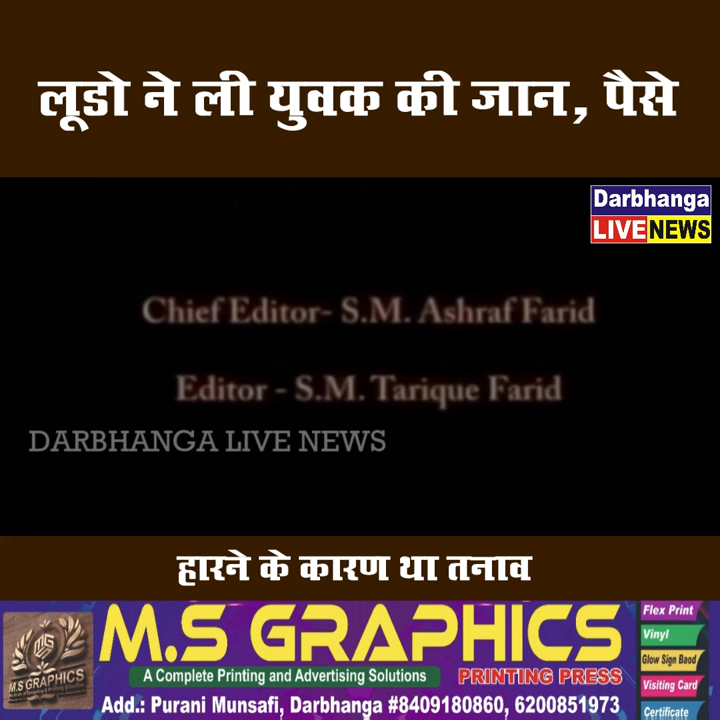 लूडो ने ली युवक की जान, पैसे
Darbhanga
LIVE NEWS
Chief Editor- S.M. Ashraf Farid
Editor - S.M. Tarique Farid
DARBHANGA LIVE NEWS
हारने के कारण था तनाव
M.S GRAPHICS
A Complete Printing and Advertising Solutions
PRINTING PRESS
Add.: Purani Munsafi, Darbhanga #8409180860, 6200851973
M.S GRAPHICS
Flex Print
Vinyl
Glow Sign Baod
Visiting Card
Certificate